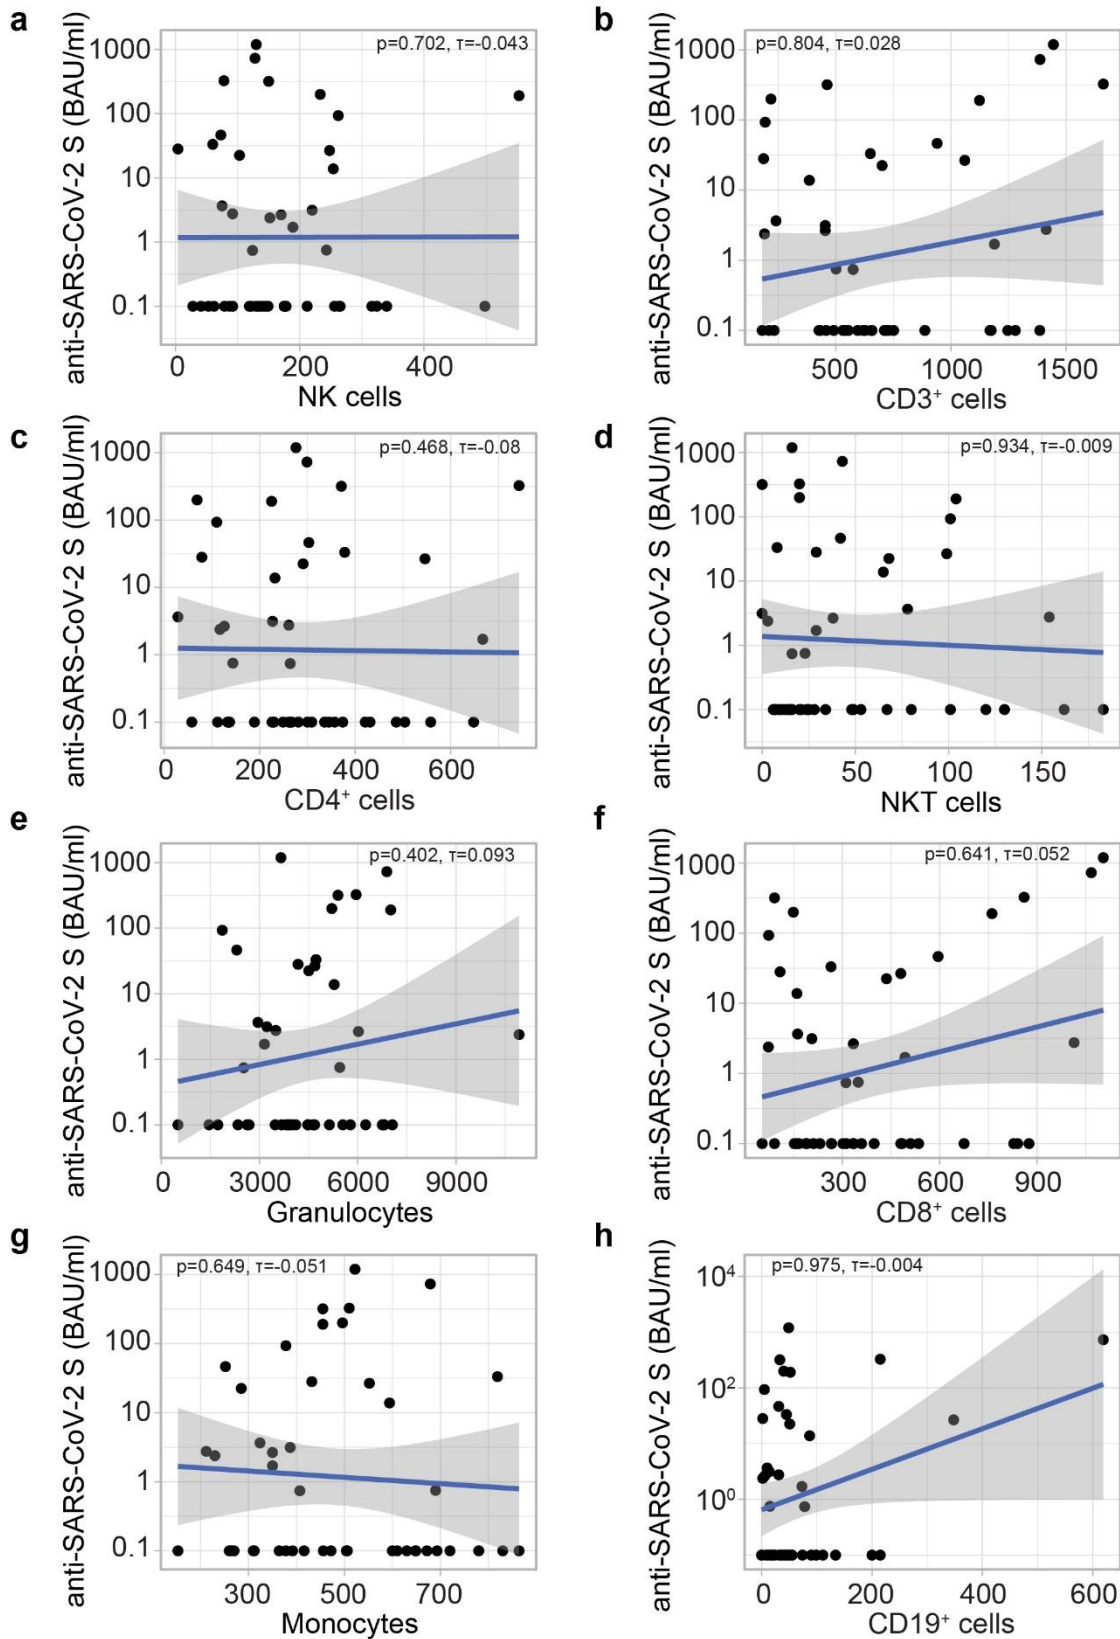 a
p=0.702, τ=-0.043
anti-SARS-CoV-2 S (BAU/ml)
1000
100
10
1
0.1
0 200 400
NK cells
b
p=0.804, τ=0.028
anti-SARS-CoV-2 S (BAU/ml)
1000
100
10
1
0.1
500 1000 1500
CD3⁺ cells
c
p=0.468, τ=-0.08
anti-SARS-CoV-2 S (BAU/ml)
1000
100
10
1
0.1
0 200 400 600
CD4⁺ cells
d
p=0.934, τ=-0.009
anti-SARS-CoV-2 S (BAU/ml)
1000
100
10
1
0.1
0 50 100 150
NKT cells
e
p=0.402, τ=0.093
anti-SARS-CoV-2 S (BAU/ml)
1000
100
10
1
0.1
0 3000 6000 9000
Granulocytes
f
p=0.641, τ=0.052
anti-SARS-CoV-2 S (BAU/ml)
1000
100
10
1
0.1
300 600 900
CD8⁺ cells
g
p=0.649, τ=-0.051
anti-SARS-CoV-2 S (BAU/ml)
1000
100
10
1
0.1
300 500 700
Monocytes
h
p=0.975, τ=-0.004
anti-SARS-CoV-2 S (BAU/ml)
10⁴
10²
10⁰
0 200 400 600
CD19⁺ cells